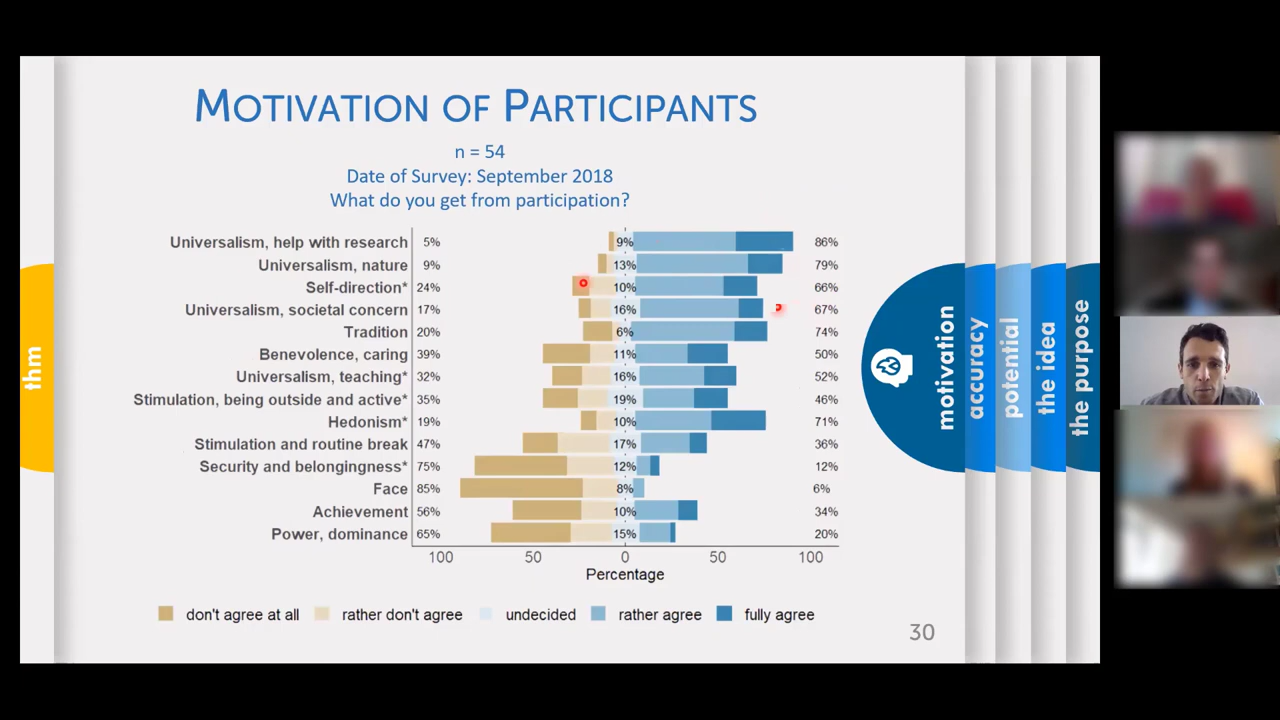 MOTIVATION OF PARTICIPANTS
n = 54
Date of Survey: September 2018
What do you get from participation?
Universalism, help with research 5% 9% 86%
Universalism, nature 9% 13% 79%
Self-direction* 24% 10% 66%
Universalism, societal concern 17% 16% 67%
Tradition 20% 6% 74%
Benevolence, caring 39% 11% 50%
Universalism, teaching* 32% 16% 52%
Stimulation, being outside and active* 35% 19% 46%
Hedonism* 19% 10% 71%
Stimulation and routine break 47% 17% 36%
Security and belongingness* 75% 12% 12%
Face 85% 8% 6%
Achievement 56% 10% 34%
Power, dominance 65% 15% 20%
100 50 0 50 100
Percentage
don't agree at all rather don't agree undecided rather agree fully agree
30
thm
motivation
accuracy
potential
the idea
the purpose